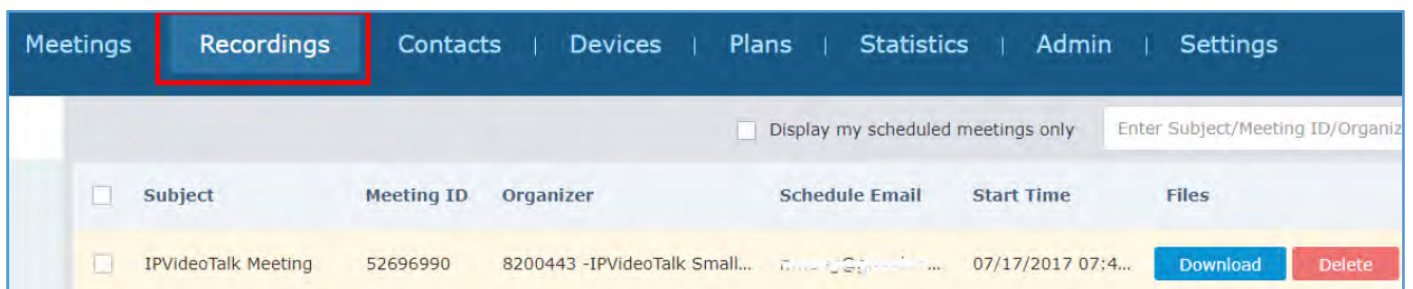 Meetings Recordings Contacts | Devices | Plans | Statistics | Admin | Settings
Display my scheduled meetings only Enter Subject/Meeting ID/Organiz
Subject Meeting ID Organizer Schedule Email Start Time Files
IPVideoTalk Meeting 52696990 8200443 -IPVideoTalk Small... ... 07/17/2017 07:4... Download Delete